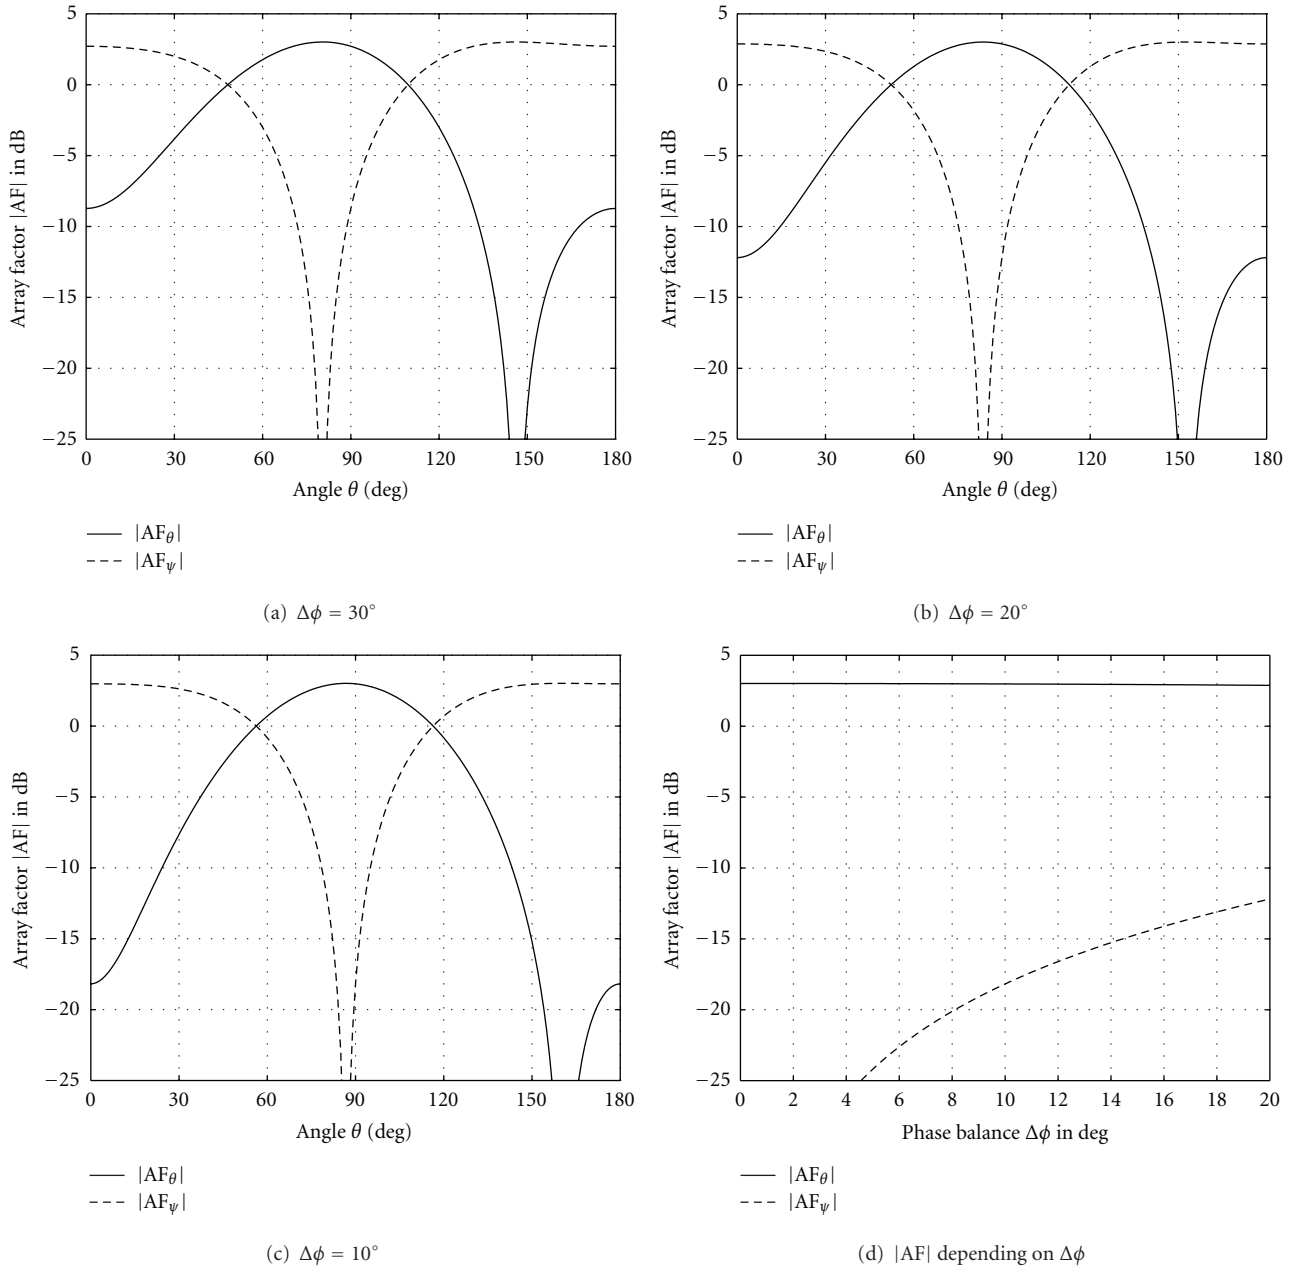 5
0
−5
−10
−15
−20
−25
Array factor |AF| in dB
0 30 60 90 120 150 180
Angle θ (deg)
|AFθ|
|AFψ|
(a) Δϕ = 30°
5
0
−5
−10
−15
−20
−25
Array factor |AF| in dB
0 30 60 90 120 150 180
Angle θ (deg)
|AFθ|
|AFψ|
(b) Δϕ = 20°
5
0
−5
−10
−15
−20
−25
Array factor |AF| in dB
0 30 60 90 120 150 180
Angle θ (deg)
|AFθ|
|AFψ|
(c) Δϕ = 10°
5
0
−5
−10
−15
−20
−25
Array factor |AF| in dB
0 2 4 6 8 10 12 14 16 18 20
Phase balance Δϕ in deg
|AFθ|
|AFψ|
(d) |AF| depending on Δϕ